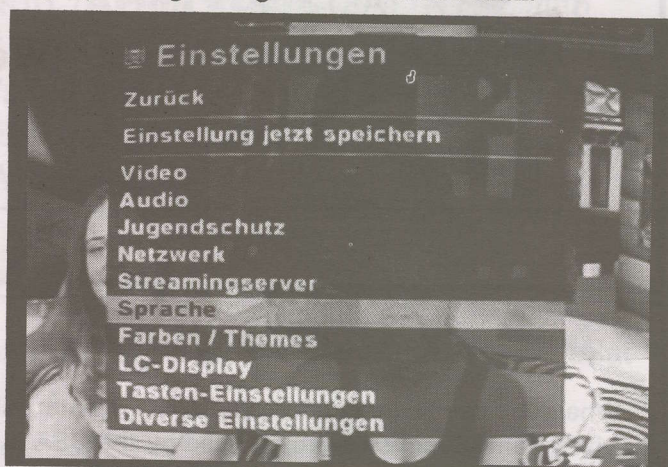 Einstellungen
Zurück
Einstellung jetzt speichern
Video
Audio
Jugendschutz
Netzwerk
Streamingserver
Sprache
Farben / Themes
LC-Display
Tasten-Einstellungen
Diverse Einstellungen